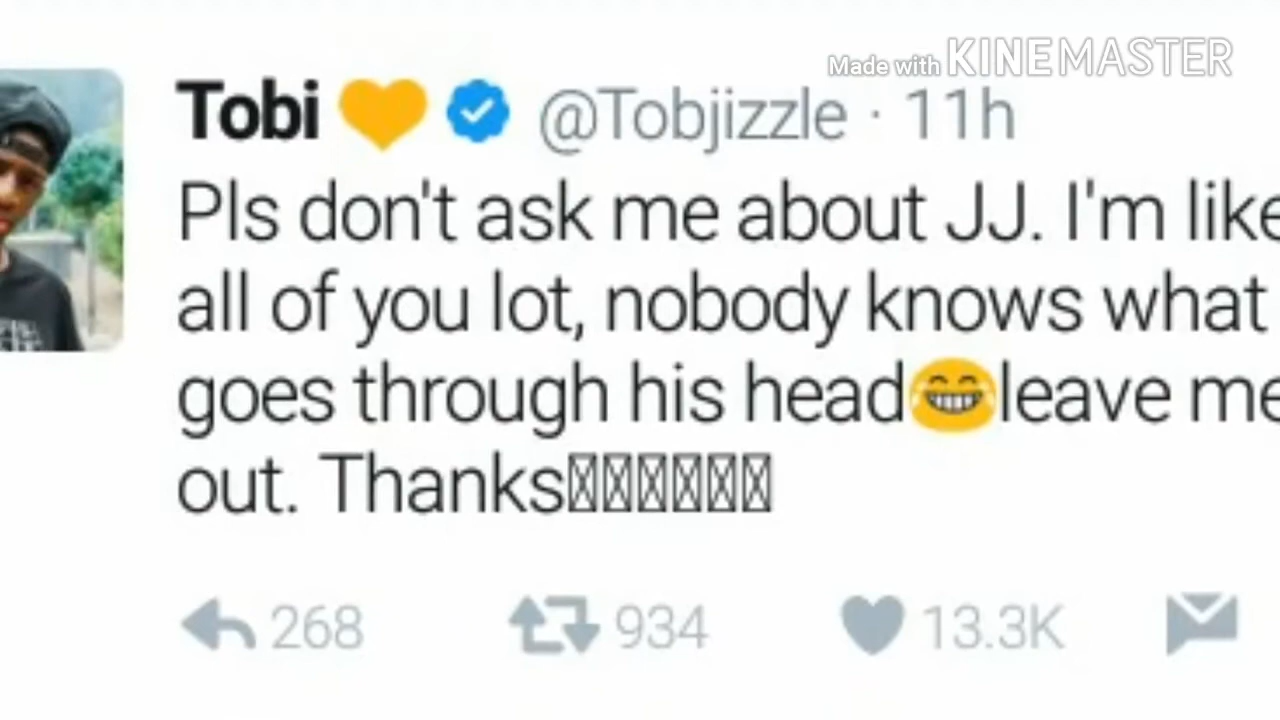 Made with KINEMASTER
Tobi 💛 @Tobjizzle · 11h
Pls don't ask me about JJ. I'm like
all of you lot, nobody knows what
goes through his head😂leave me
out. Thanks
268 934 13.3K